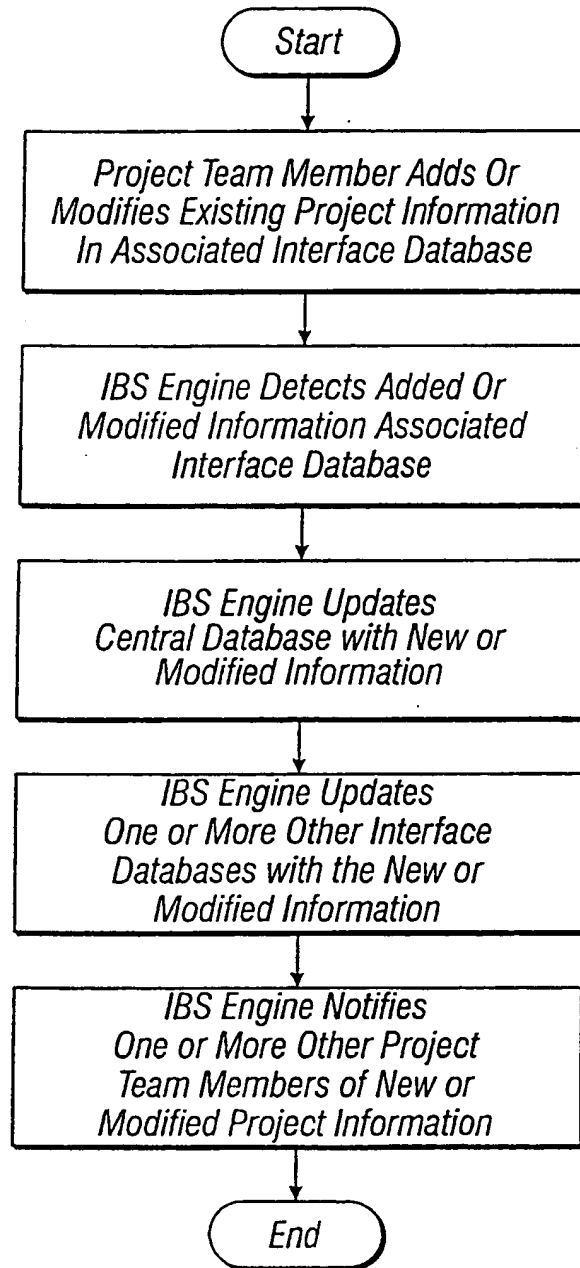 Start
Project Team Member Adds Or
Modifies Existing Project Information
In Associated Interface Database
IBS Engine Detects Added Or
Modified Information Associated
Interface Database
IBS Engine Updates
Central Database with New or
Modified Information
IBS Engine Updates
One or More Other Interface
Databases with the New or
Modified Information
IBS Engine Notifies
One or More Other Project
Team Members of New or
Modified Project Information
End